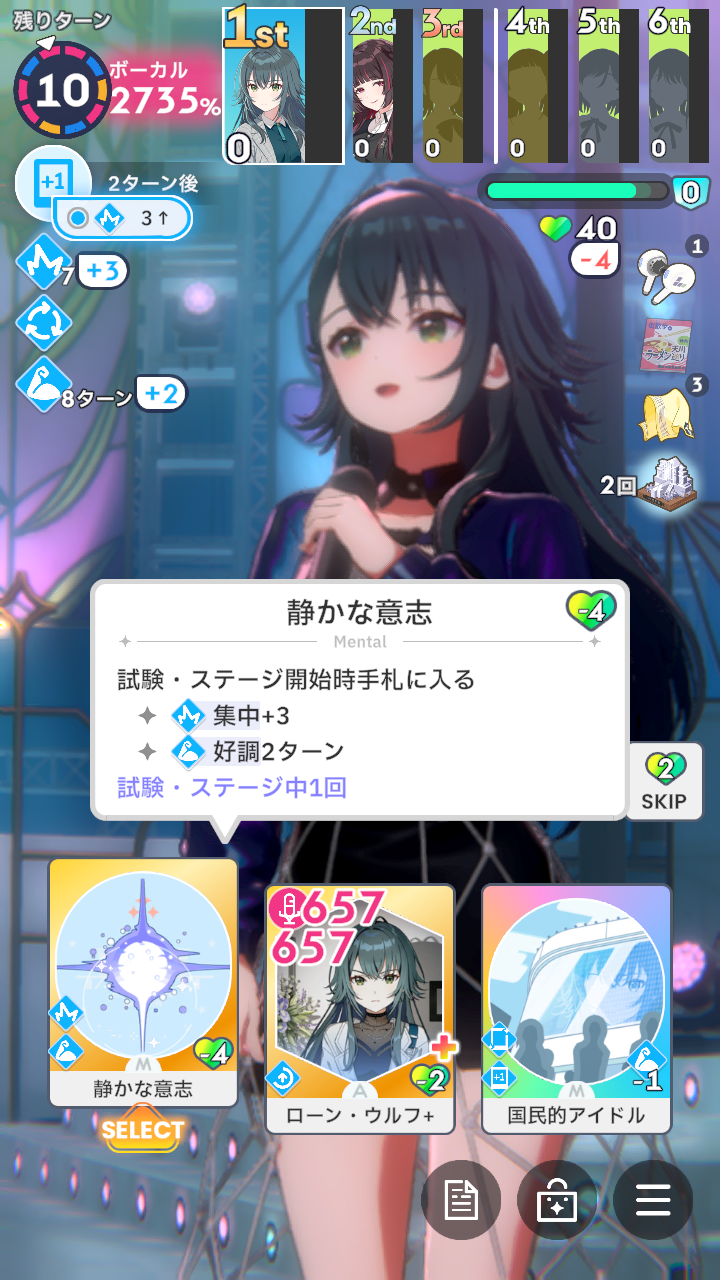 残りターン
10
ボーカル
2735%
1st
0
2nd
0
3rd
0
4th
0
5th
0
6th
0
+1
2ターン後
3↑
7
+3
8ターン
+2
0
40
-4
1
3
2回
静かな意志
-4
Mental
試験・ステージ開始時手札に入る
集中+3
好調2ターン
試験・ステージ中1回
2
SKIP
-4
M
静かな意志
SELECT
657
657
-2
A
ローン・ウルフ+
+1
-1
M
国民的アイドル